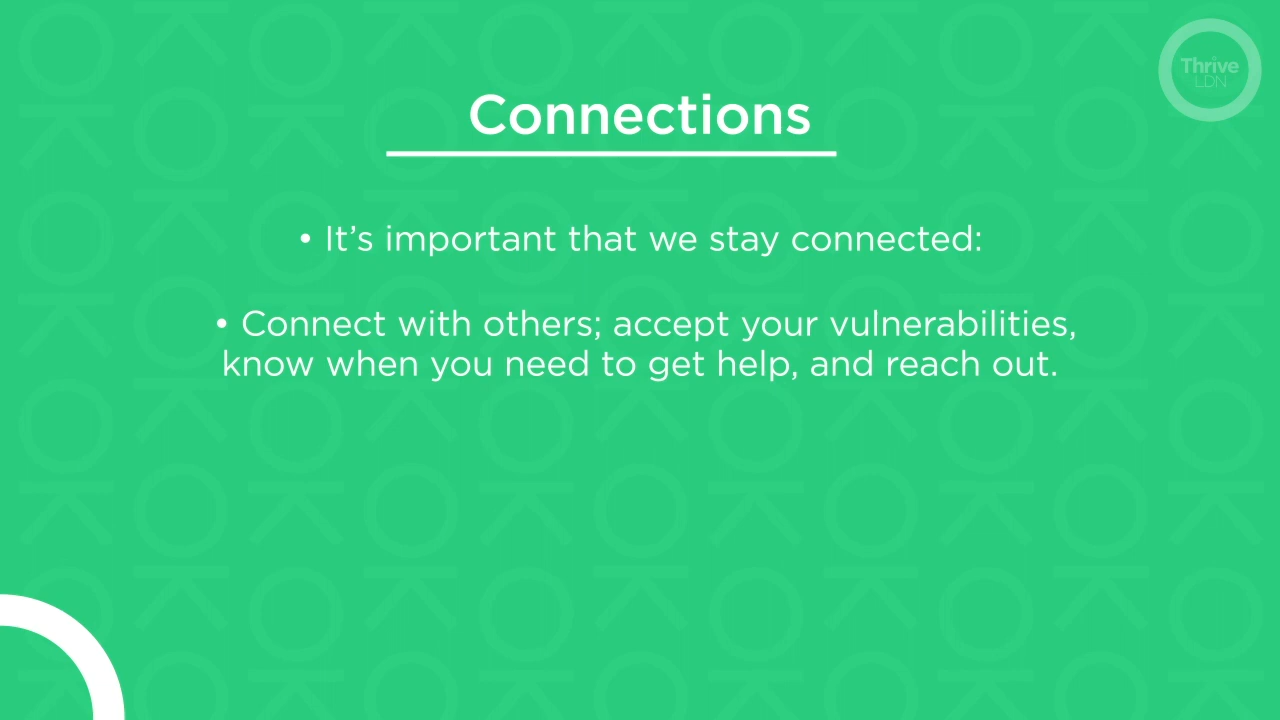 Thrive
LDN
Connections
• It’s important that we stay connected:
• Connect with others; accept your vulnerabilities,
know when you need to get help, and reach out.